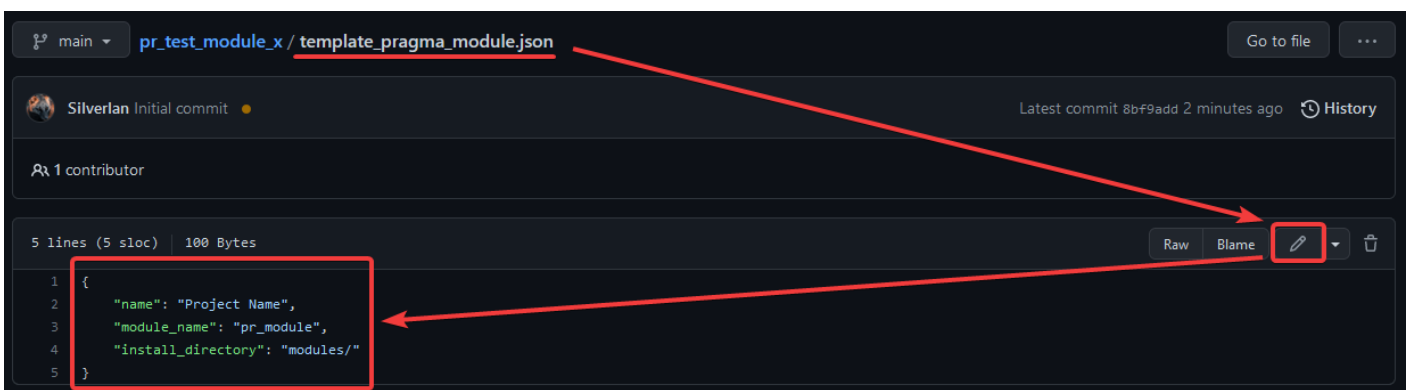 main pr_test_module_x / template_pragma_module.json Go to file ...
Silverlan Initial commit Latest commit 8bf9add 2 minutes ago History
1 contributor
5 lines (5 sloc) 100 Bytes Raw Blame
1 {
2 "name": "Project Name",
3 "module_name": "pr_module",
4 "install_directory": "modules/"
5 }